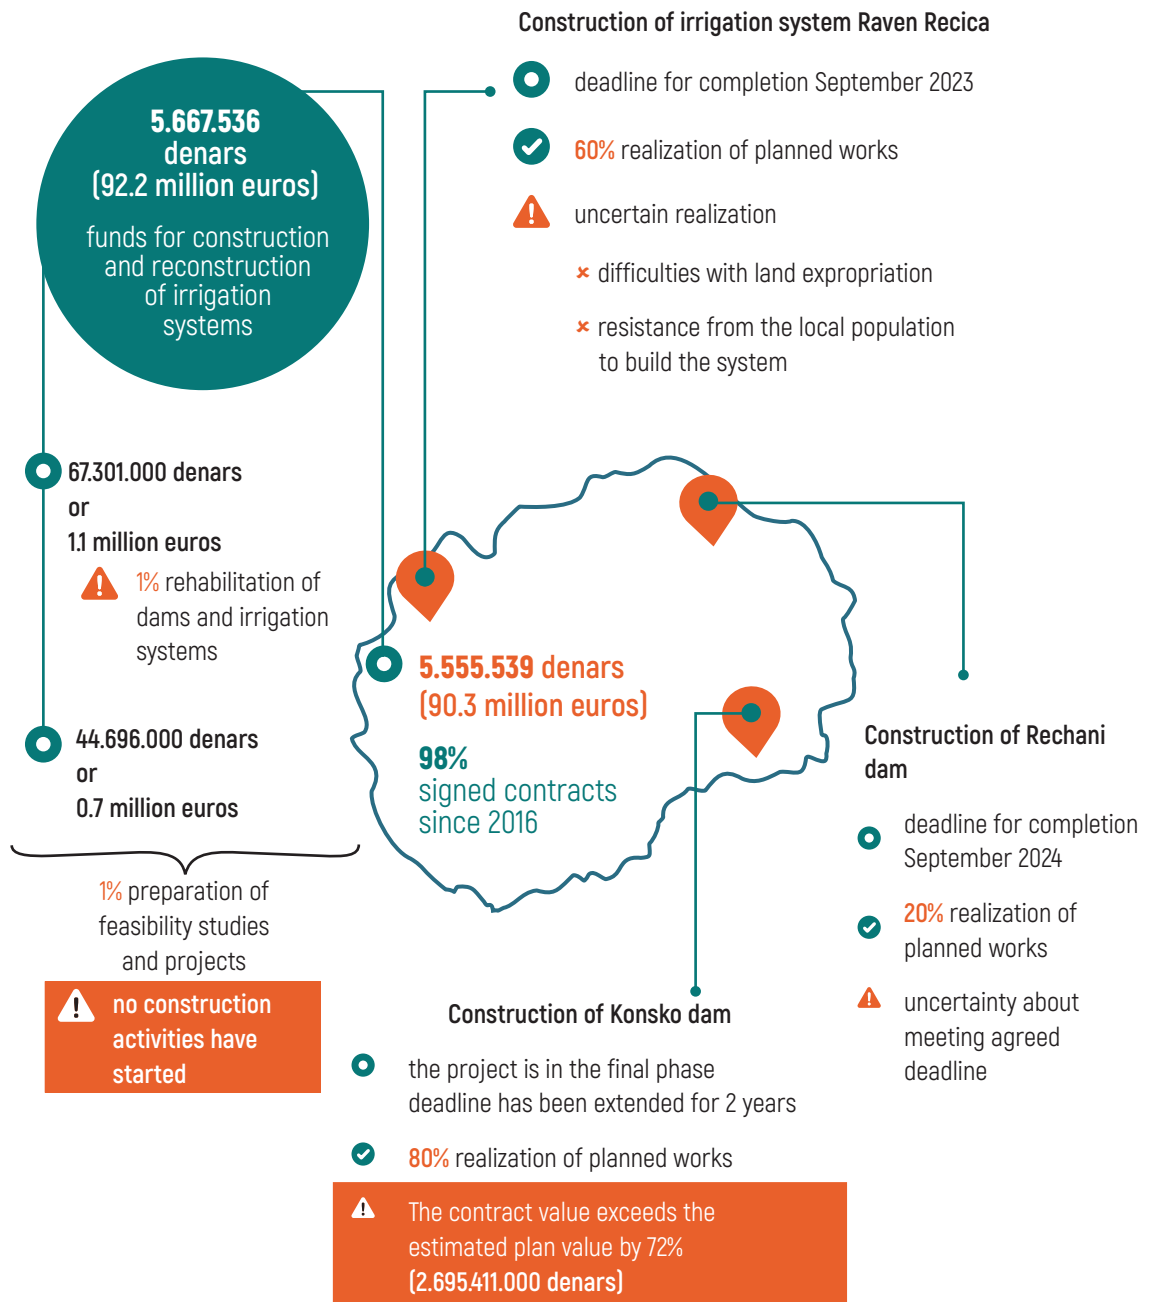 Construction of irrigation system Raven Recica
deadline for completion September 2023
60% realization of planned works
uncertain realization
difficulties with land expropriation
resistance from the local population
to build the system
5.667.536
denars
(92.2 million euros)
funds for construction
and reconstruction
of irrigation
systems
67.301.000 denars
or
1.1 million euros
1% rehabilitation of
dams and irrigation
systems
44.696.000 denars
or
0.7 million euros
1% preparation of
feasibility studies
and projects
no construction
activities have
started
5.555.539 denars
(90.3 million euros)
98%
signed contracts
since 2016
Construction of Rechani
dam
deadline for completion
September 2024
20% realization of
planned works
uncertainty about
meeting agreed
deadline
Construction of Konsko dam
the project is in the final phase
deadline has been extended for 2 years
80% realization of planned works
The contract value exceeds the
estimated plan value by 72%
(2.695.411.000 denars)